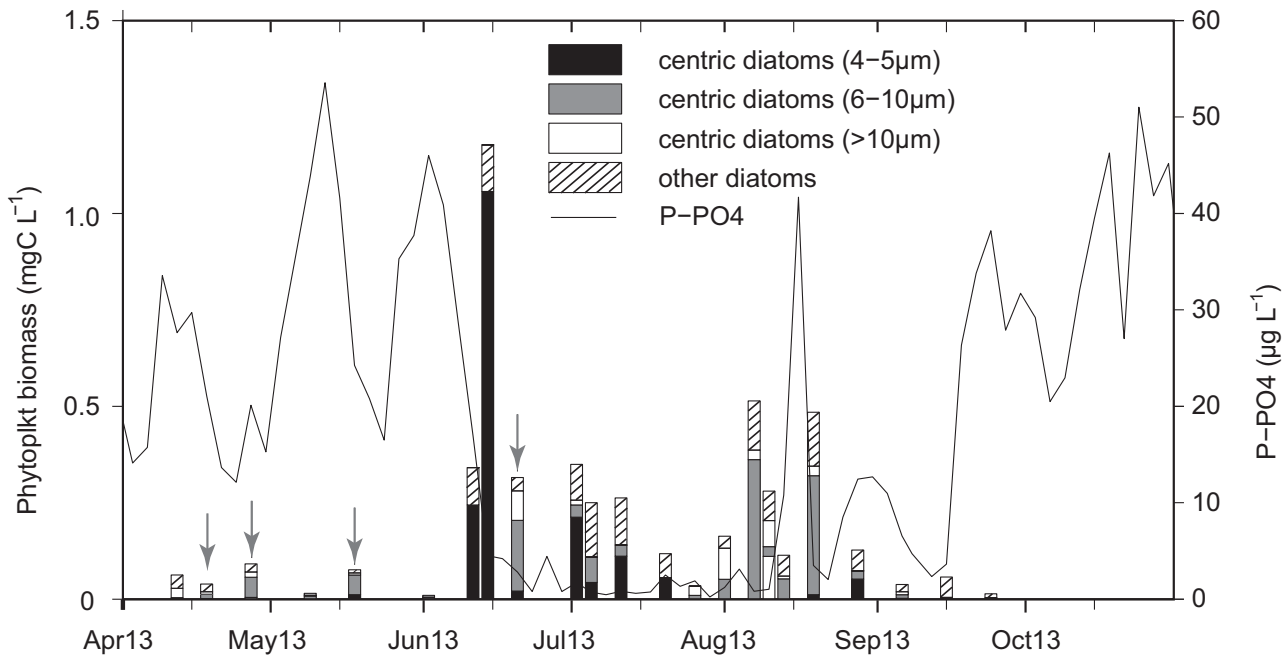 1.5
1.0
0.5
0
Phytoplkt biomass (mgC L⁻¹)
centric diatoms (4−5µm)
centric diatoms (6−10µm)
centric diatoms (>10µm)
other diatoms
P−PO4
60
50
40
30
20
10
0
P−PO4 (µg L⁻¹)
Apr13 May13 Jun13 Jul13 Aug13 Sep13 Oct13